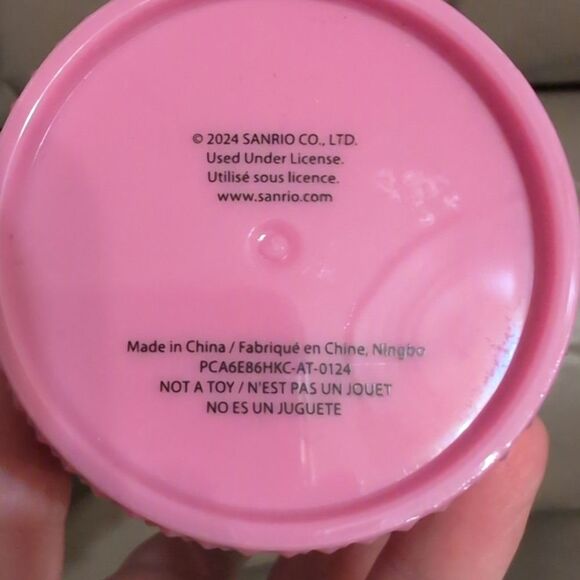 © 2024 SANRIO CO., LTD.
Used Under License.
Utilisé sous licence.
www.sanrio.com
Made in China / Fabriqué en Chine, Ningbo
PCA6E86HKC-AT-0124
NOT A TOY / N'EST PAS UN JOUET
NO ES UN JUGUETE